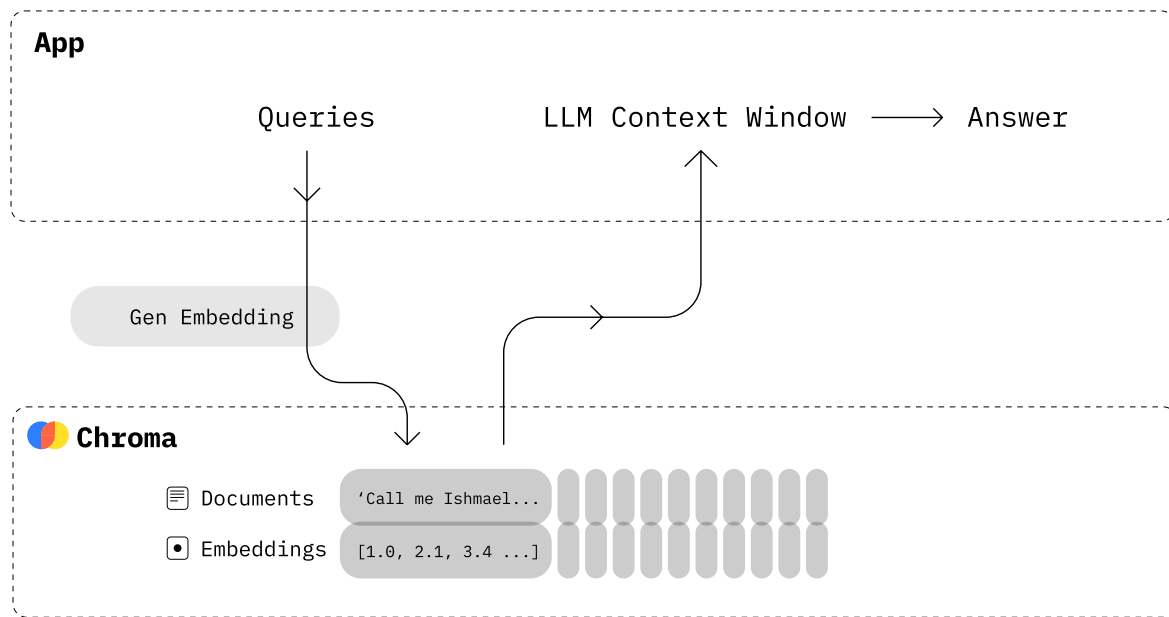 App
Queries
LLM Context Window
Answer
Gen Embedding
Chroma
Documents
‘Call me Ishmael...
Embeddings
[1.0, 2.1, 3.4 ...]